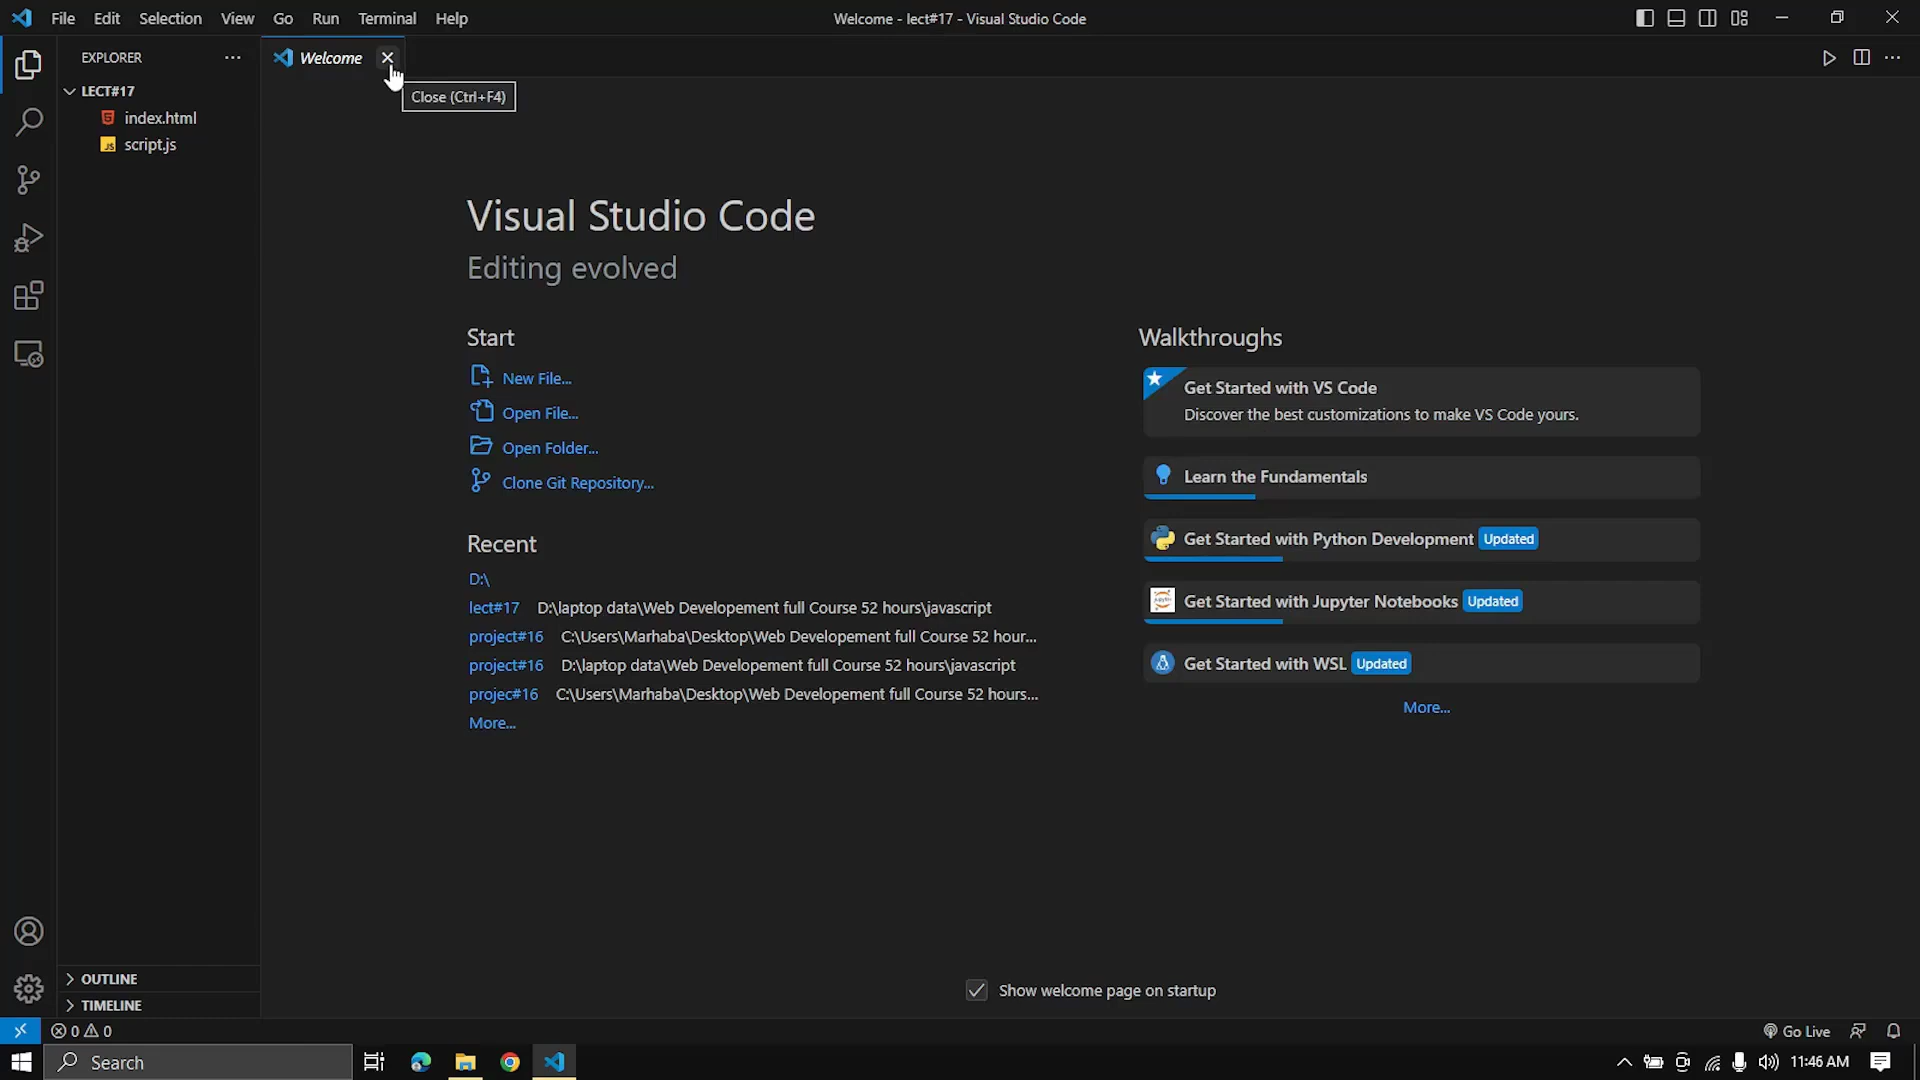 File Edit Selection View Go Run Terminal Help
Welcome - lect#17 - Visual Studio Code
EXPLORER
Welcome
Close (Ctrl+F4)
LECT#17
index.html
script.js
Visual Studio Code
Editing evolved
Start
New File...
Open File...
Open Folder...
Clone Git Repository...
Recent
D:\
lect#17 D:\laptop data\Web Developement full Course 52 hours\javascript
project#16 C:\Users\Marhaba\Desktop\Web Developement full Course 52 hour...
project#16 D:\laptop data\Web Developement full Course 52 hours\javascript
projec#16 C:\Users\Marhaba\Desktop\Web Developement full Course 52 hours...
More...
Walkthroughs
Get Started with VS Code
Discover the best customizations to make VS Code yours.
Learn the Fundamentals
Get Started with Python Development Updated
Get Started with Jupyter Notebooks Updated
Get Started with WSL Updated
More...
Show welcome page on startup
OUTLINE
TIMELINE
0 0
Go Live
Search
11:46 AM